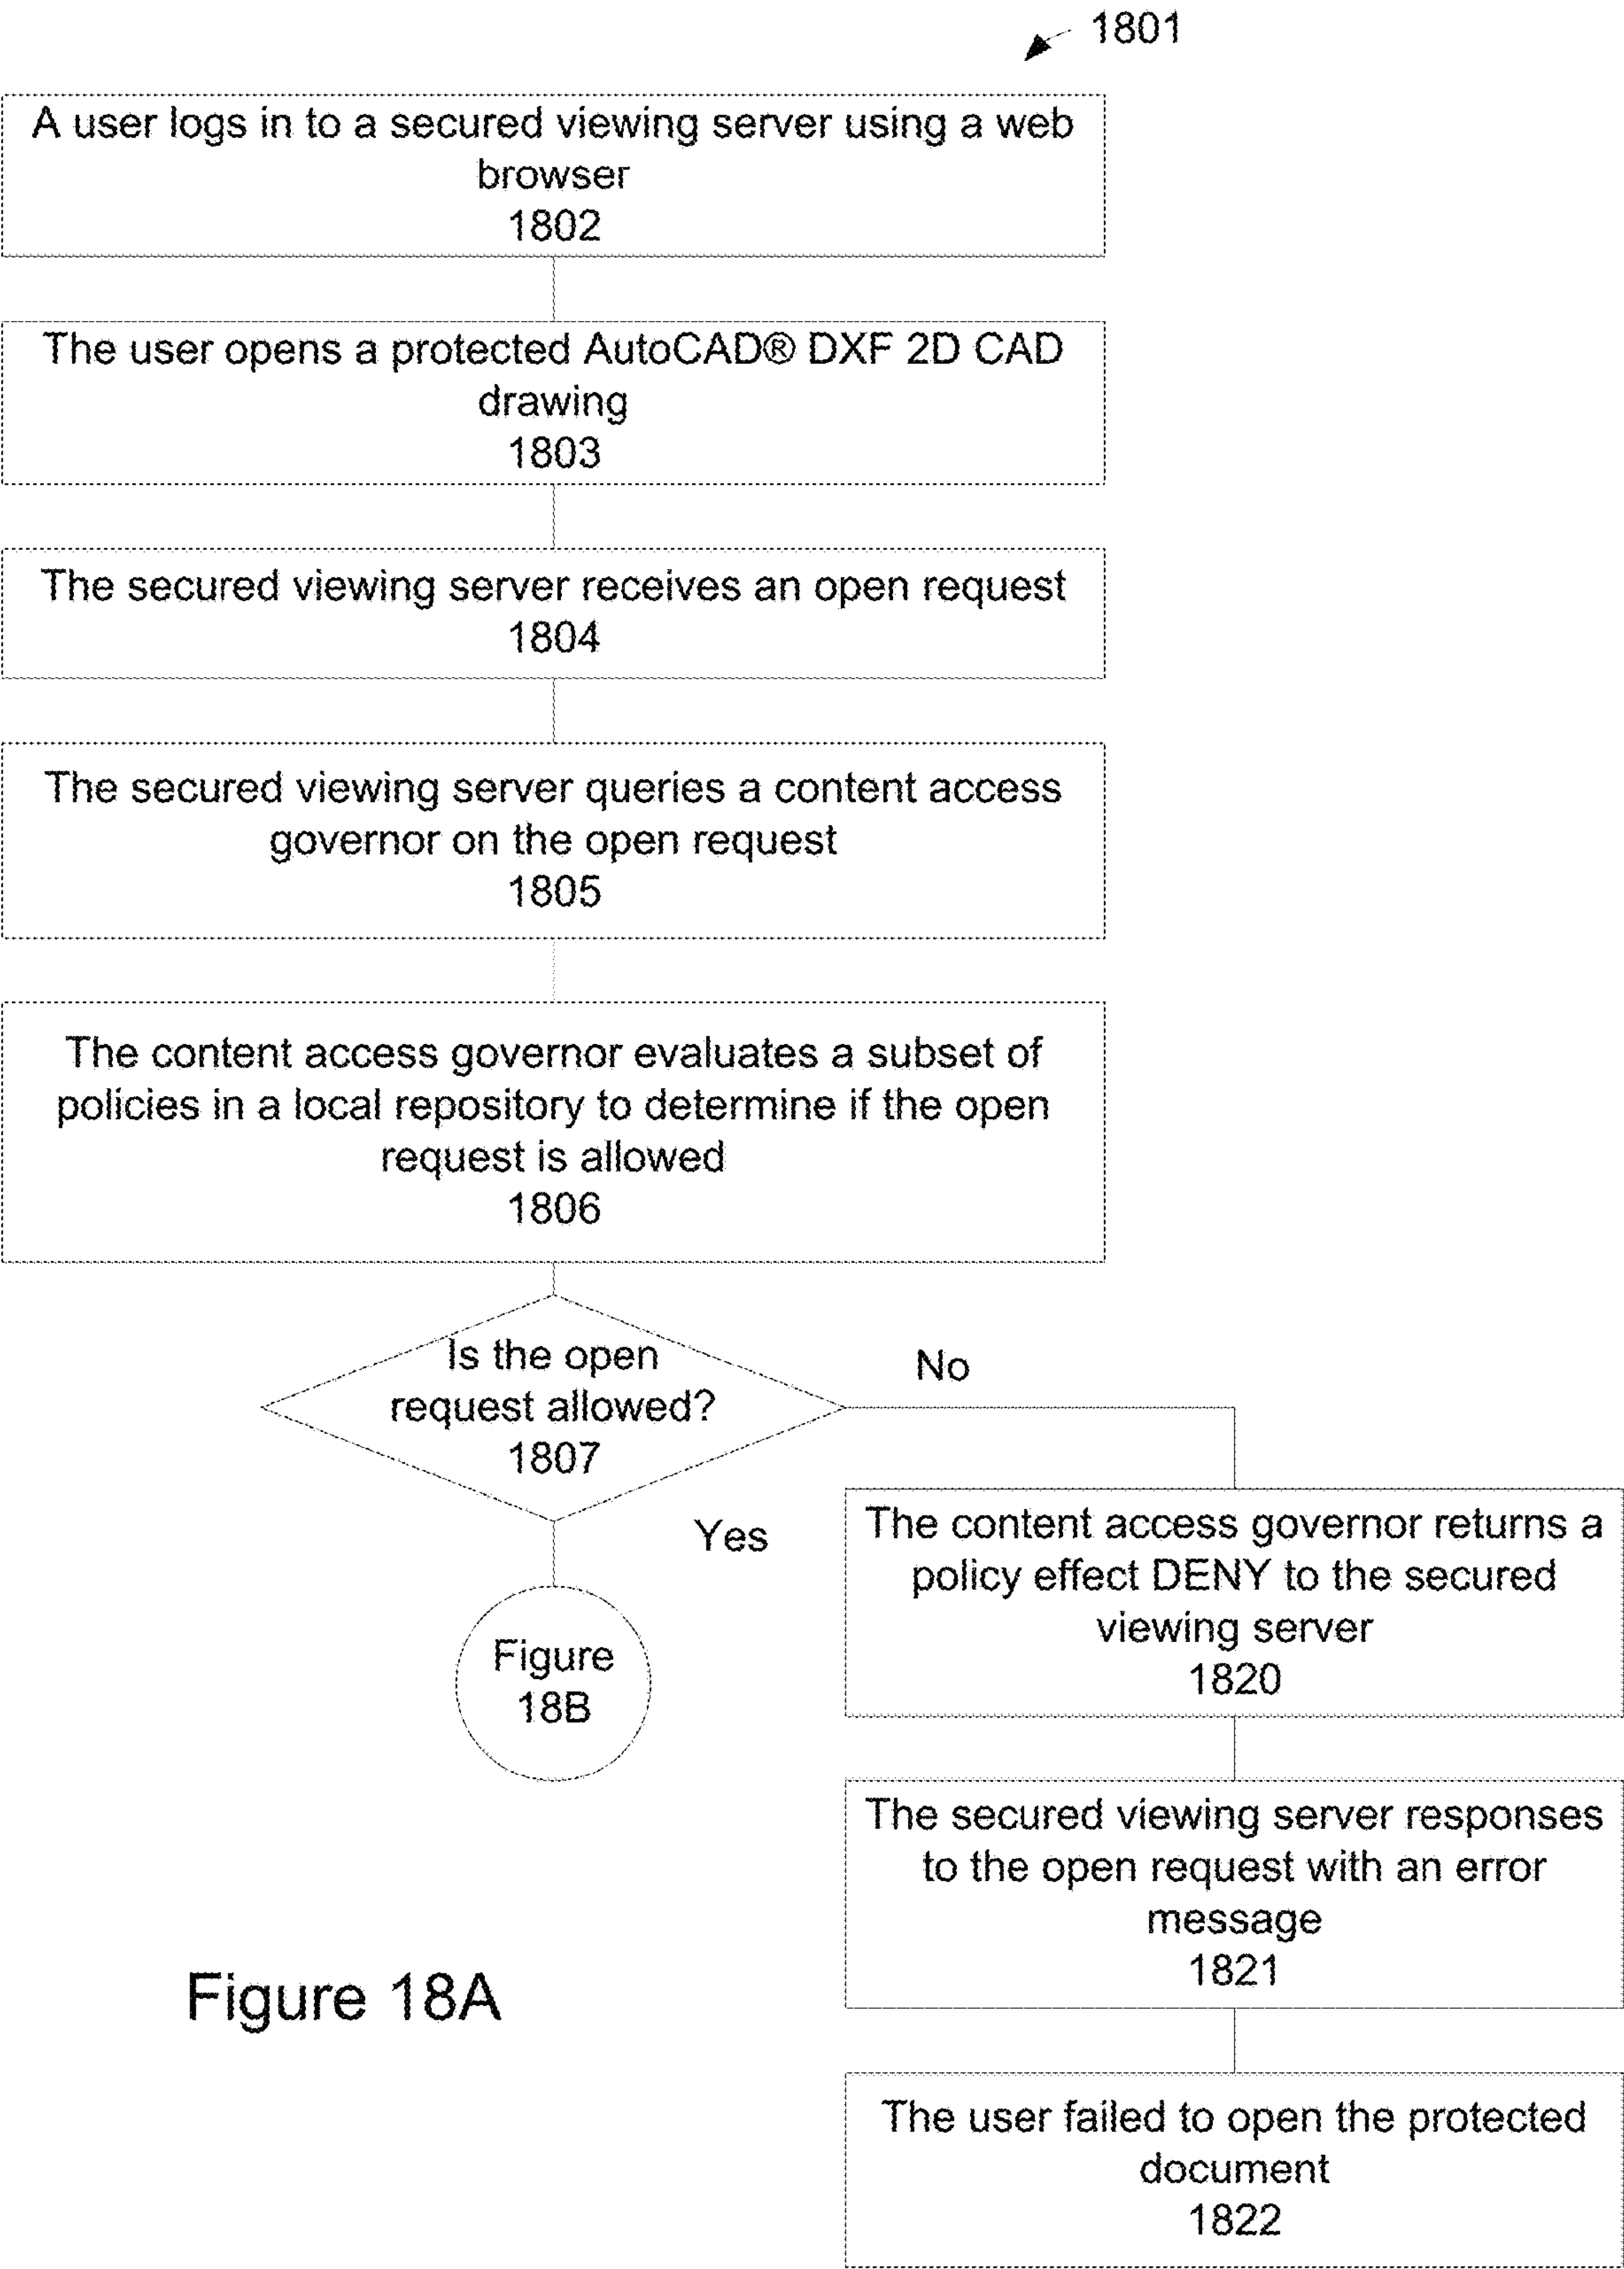 1801
A user logs in to a secured viewing server using a web
browser
1802
The user opens a protected AutoCAD® DXF 2D CAD
drawing
1803
The secured viewing server receives an open request
1804
The secured viewing server queries a content access
governor on the open request
1805
The content access governor evaluates a subset of
policies in a local repository to determine if the open
request is allowed
1806
Is the open
request allowed?
1807
No
Yes
Figure
18B
The content access governor returns a
policy effect DENY to the secured
viewing server
1820
The secured viewing server responses
to the open request with an error
message
1821
The user failed to open the protected
document
1822
Figure 18A